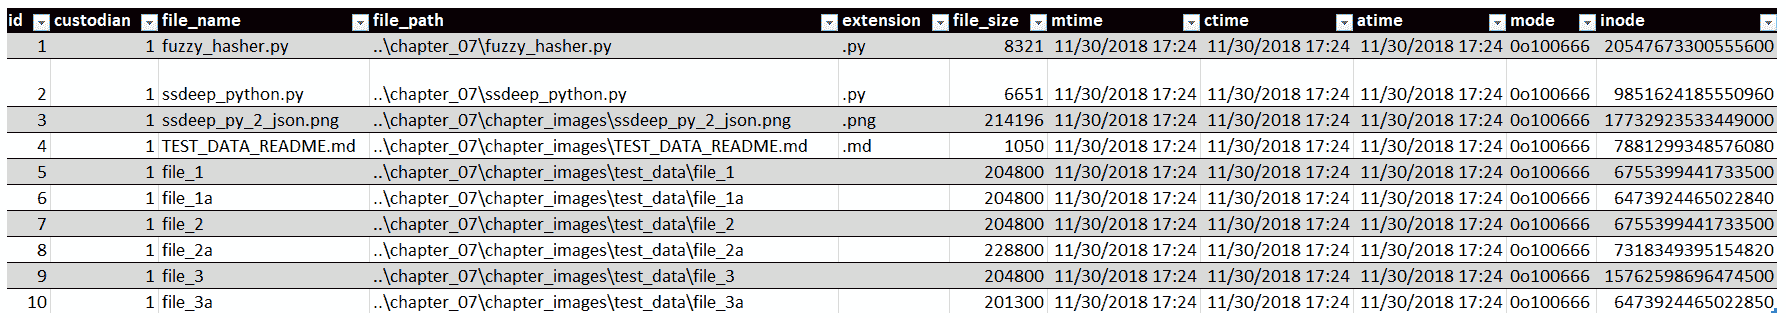 id custodian file_name file_path extension file_size mtime ctime atime mode inode
1 1 fuzzy_hasher.py ..\chapter_07\fuzzy_hasher.py .py 8321 11/30/2018 17:24 11/30/2018 17:24 11/30/2018 17:24 0o100666 20547673300555600
2 1 ssdeep_python.py ..\chapter_07\ssdeep_python.py .py 6651 11/30/2018 17:24 11/30/2018 17:24 11/30/2018 17:24 0o100666 9851624185550960
3 1 ssdeep_py_2_json.png ..\chapter_07\chapter_images\ssdeep_py_2_json.png .png 214196 11/30/2018 17:24 11/30/2018 17:24 11/30/2018 17:24 0o100666 17732923533449000
4 1 TEST_DATA_README.md ..\chapter_07\chapter_images\TEST_DATA_README.md .md 1050 11/30/2018 17:24 11/30/2018 17:24 11/30/2018 17:24 0o100666 7881299348576080
5 1 file_1 ..\chapter_07\chapter_images\test_data\file_1 204800 11/30/2018 17:24 11/30/2018 17:24 11/30/2018 17:24 0o100666 6755399441733500
6 1 file_1a ..\chapter_07\chapter_images\test_data\file_1a 204800 11/30/2018 17:24 11/30/2018 17:24 11/30/2018 17:24 0o100666 6473924465022840
7 1 file_2 ..\chapter_07\chapter_images\test_data\file_2 204800 11/30/2018 17:24 11/30/2018 17:24 11/30/2018 17:24 0o100666 6755399441733500
8 1 file_2a ..\chapter_07\chapter_images\test_data\file_2a 228800 11/30/2018 17:24 11/30/2018 17:24 11/30/2018 17:24 0o100666 7318349395154820
9 1 file_3 ..\chapter_07\chapter_images\test_data\file_3 204800 11/30/2018 17:24 11/30/2018 17:24 11/30/2018 17:24 0o100666 15762598696474500
10 1 file_3a ..\chapter_07\chapter_images\test_data\file_3a 201300 11/30/2018 17:24 11/30/2018 17:24 11/30/2018 17:24 0o100666 6473924465022850